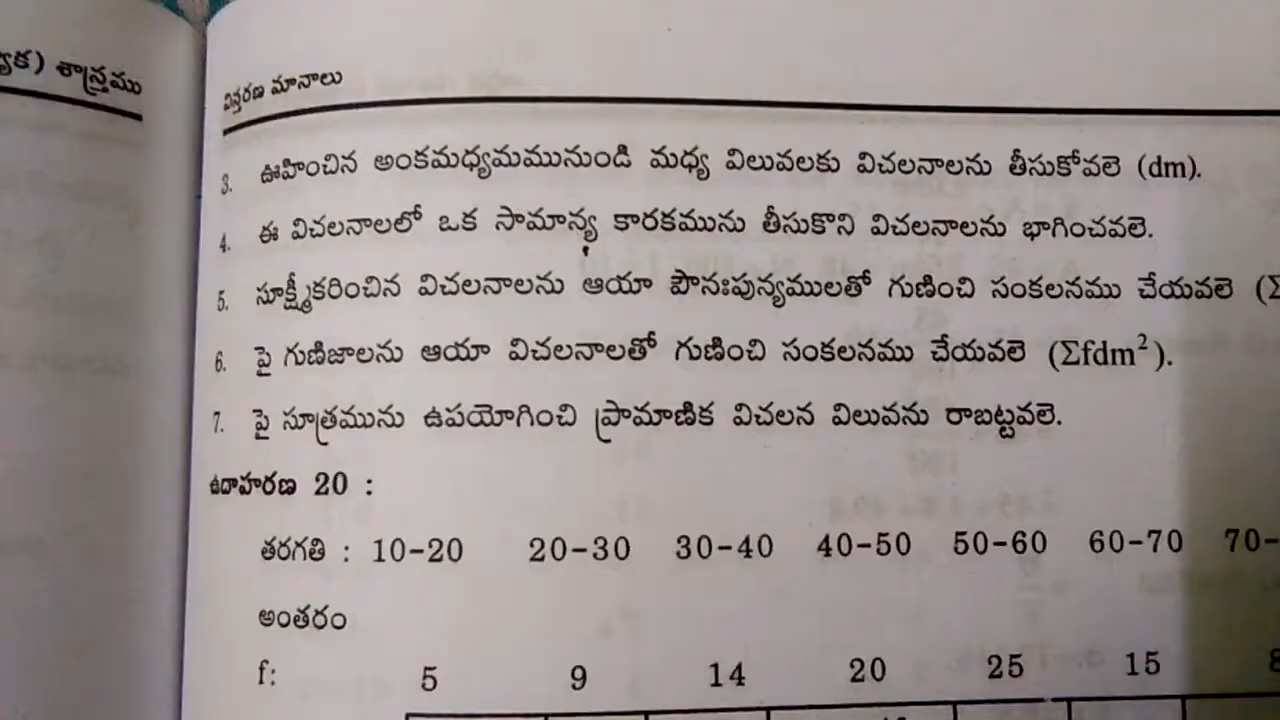 శాస్త్రము
విస్తరణ మానాలు
3. ఊహించిన అంకమధ్యమమునుండి మధ్య విలువలకు విచలనాలను తీసుకోవలె (dm).
4. ఈ విచలనాలలో ఒక సామాన్య కారకమును తీసుకొని విచలనాలను భాగించవలె.
5. సూక్ష్మీకరించిన విచలనాలను ఆయా పౌనఃపున్యములతో గుణించి సంకలనము చేయవలె (Σ
6. పై గుణిజాలను ఆయా విచలనాలతో గుణించి సంకలనము చేయవలె (Σfdm²).
7. పై సూత్రమును ఉపయోగించి ప్రామాణిక విచలన విలువను రాబట్టవలె.
ఉదాహరణ 20 :
తరగతి : 10-20 20-30 30-40 40-50 50-60 60-70 70-
అంతరం
f: 5 9 14 20 25 15 8